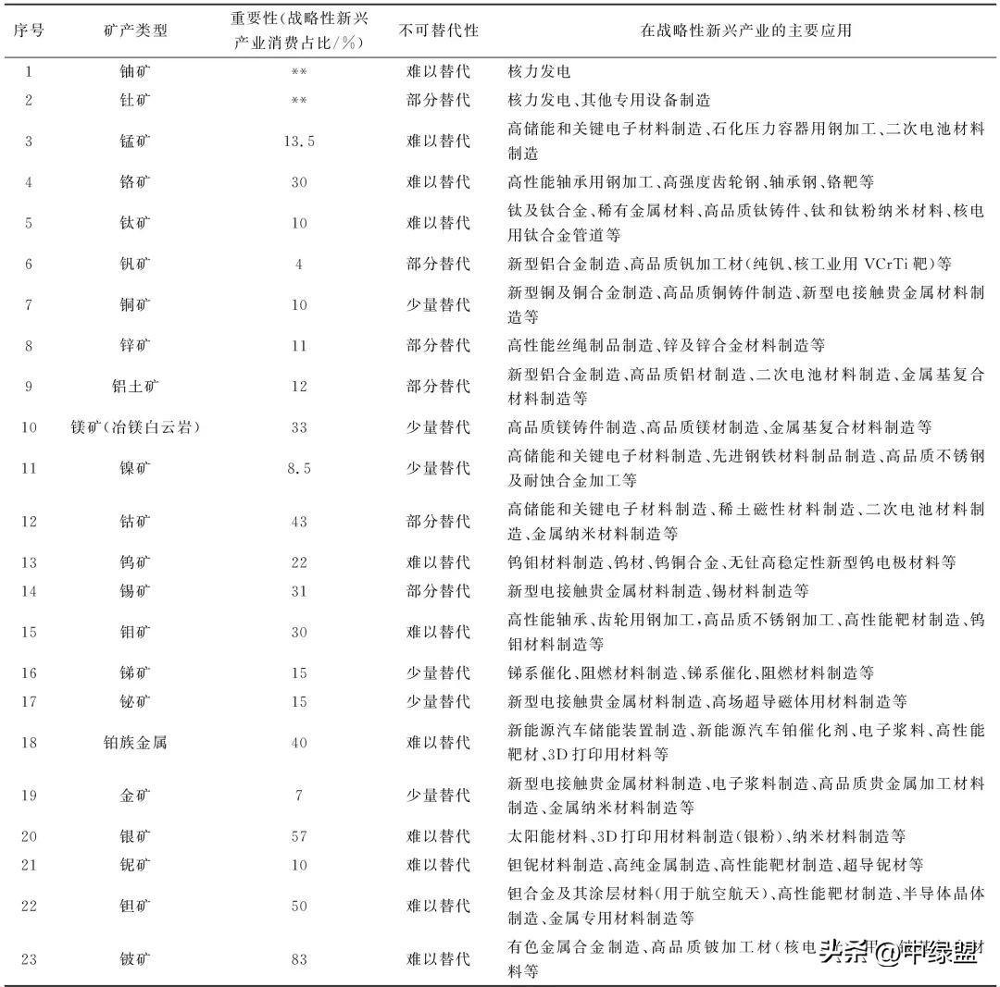 序号 矿产类型 重要性(战略性新兴产业消费占比/%) 不可替代性 在战略性新兴产业的主要应用
1 铀矿 ** 难以替代 核力发电
2 钍矿 ** 部分替代 核力发电、其他专用设备制造
3 锰矿 13.5 难以替代 高储能和关键电子材料制造、石化压力容器用钢加工、二次电池材料
制造
4 铬矿 30 难以替代 高性能轴承用钢加工、高强度齿轮钢、轴承钢、铬靶等
5 钛矿 10 难以替代 钛及钛合金、稀有金属材料、高品质钛铸件、钛和钛粉纳米材料、核电
用钛合金管道等
6 钒矿 4 部分替代 新型铝合金制造、高品质钒加工材(纯钒、核工业用 VCrTi 靶)等
7 铜矿 10 少量替代 新型铜及铜合金制造、高品质铜铸件制造、新型电接触贵金属材料制
造等
8 锌矿 11 部分替代 高性能丝绳制品制造、锌及锌合金材料制造等
9 铝土矿 12 部分替代 新型铝合金制造、高品质铝材制造、二次电池材料制造、金属基复合
材料制造等
10 镁矿(冶镁白云岩) 33 少量替代 高品质镁铸件制造、高品质镁材制造、金属基复合材料制造等
11 镍矿 8.5 少量替代 高储能和关键电子材料制造、先进钢铁材料制品制造、高品质不锈钢
及耐蚀合金加工等
12 钴矿 43 部分替代 高储能和关键电子材料制造、稀土磁性材料制造、二次电池材料制
造、金属纳米材料制造等
13 钨矿 22 难以替代 钨钼材料制造、钨材、钨铜合金、无钍高稳定性新型钨电极材料等
14 锡矿 31 部分替代 新型电接触贵金属材料制造、锡材料制造等
15 钼矿 30 难以替代 高性能轴承、齿轮用钢加工,高品质不锈钢加工、高性能靶材制造、钨
钼材料制造等
16 锑矿 15 少量替代 锑系催化、阻燃材料制造、锑系催化、阻燃材料制造等
17 铋矿 15 少量替代 新型电接触贵金属材料制造、高场超导磁体用材料制造等
18 铂族金属 40 难以替代 新能源汽车储能装置制造、新能源汽车铂催化剂、电子浆料、高性能
靶材、3D打印用材料等
19 金矿 7 少量替代 新型电接触贵金属材料制造、电子浆料制造、高品质贵金属加工材料
制造、金属纳米材料制造等
20 银矿 57 难以替代 太阳能材料、3D打印用材料制造(银粉)、纳米材料制造等
21 铌矿 10 难以替代 钽铌材料制造、高纯金属制造、高性能靶材制造、超导铌材等
22 钽矿 50 难以替代 钽合金及其涂层材料(用于航空航天)、高性能靶材制造、半导体晶体
制造、金属专用材料制造等
23 铍矿 83 难以替代 有色金属合金制造、高品质铍加工材(核电 用 材
料等
头条 @中绿盟